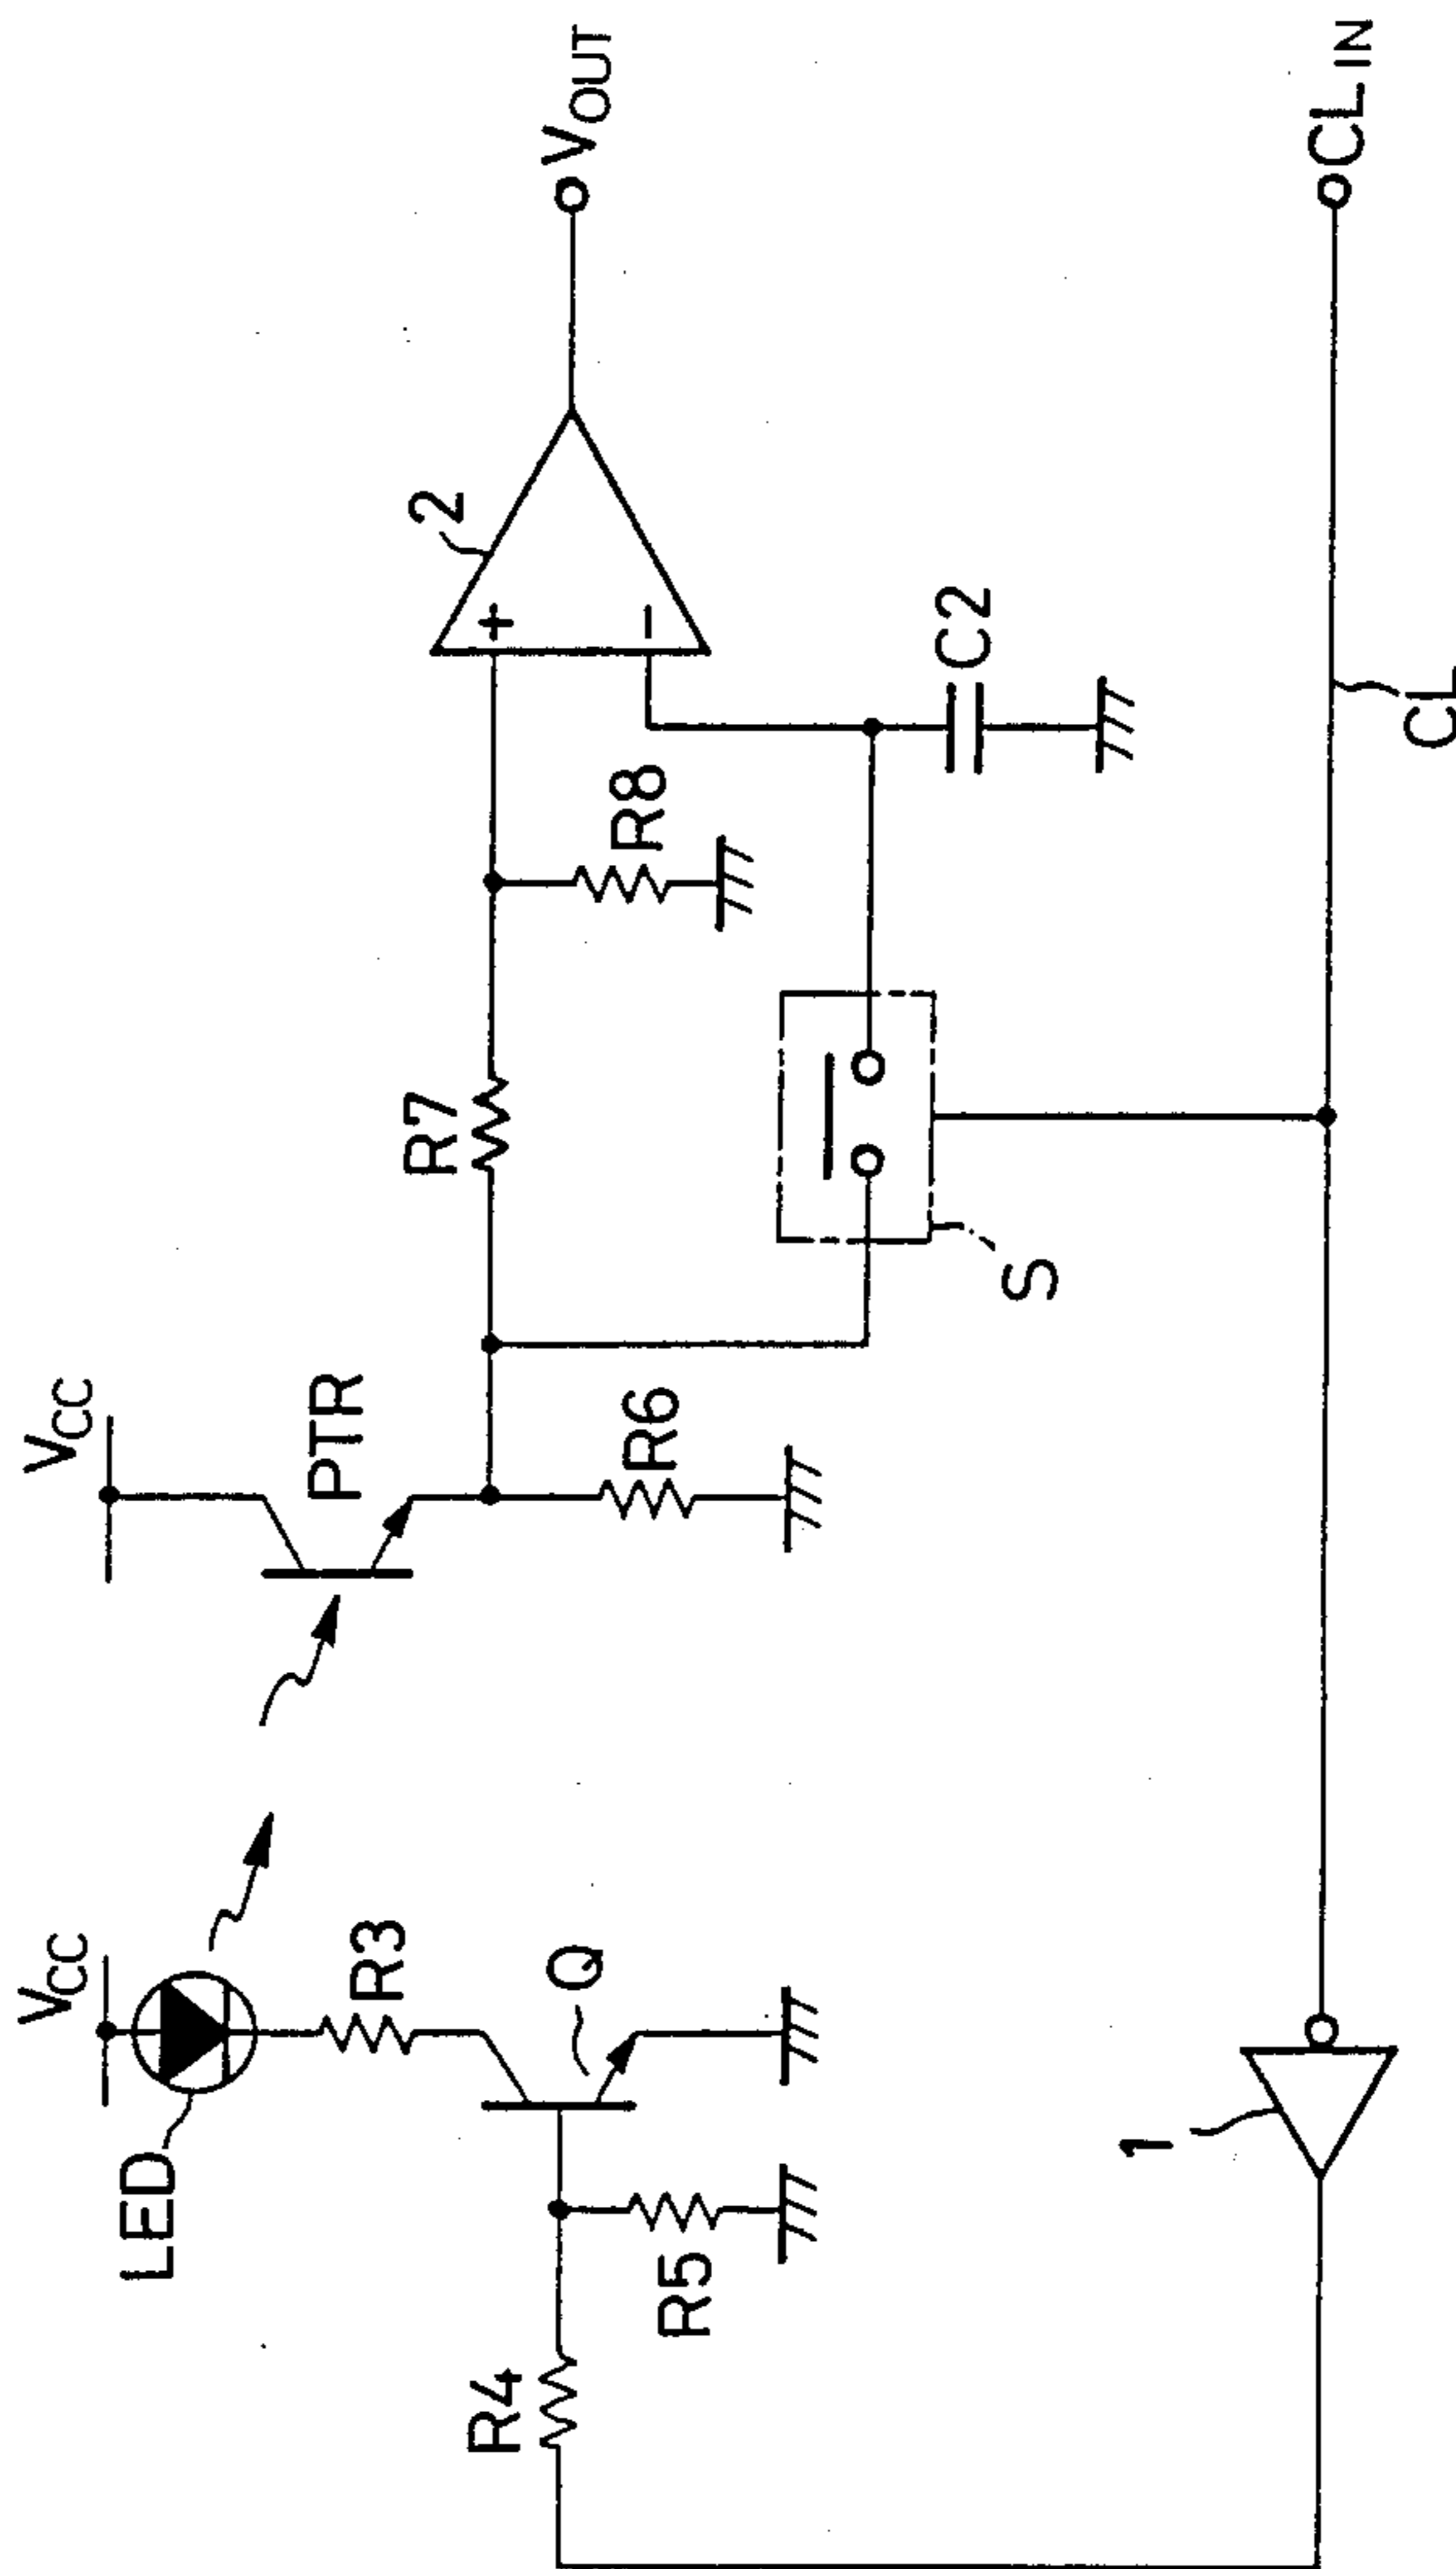 VCC
LED
R3
Q
R4
R5
VCC
PTR
R6
R7
R8
S
2
+
−
C2
VOUT
1
CL
CLIN